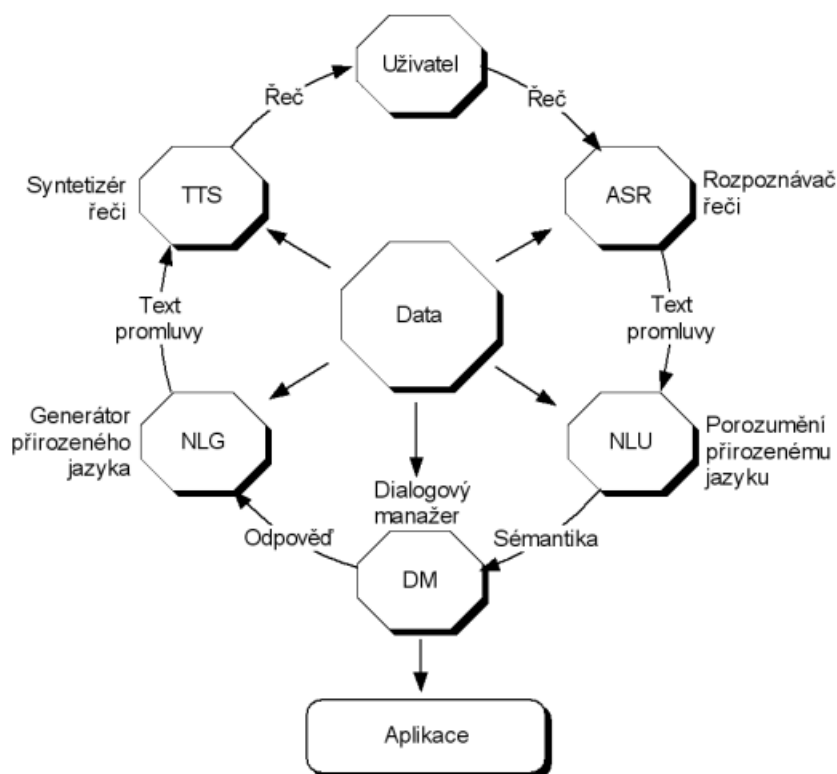 Uživatel
Řeč
Řeč
Syntetizér
řeči
TTS
ASR
Rozpoznávač
řeči
Data
Text
promluvy
Text
promluvy
Generátor
přirozeného
jazyka
NLG
NLU
Porozumění
přirozenému
jazyku
Dialogový
manažer
Odpověď
Sémantika
DM
Aplikace